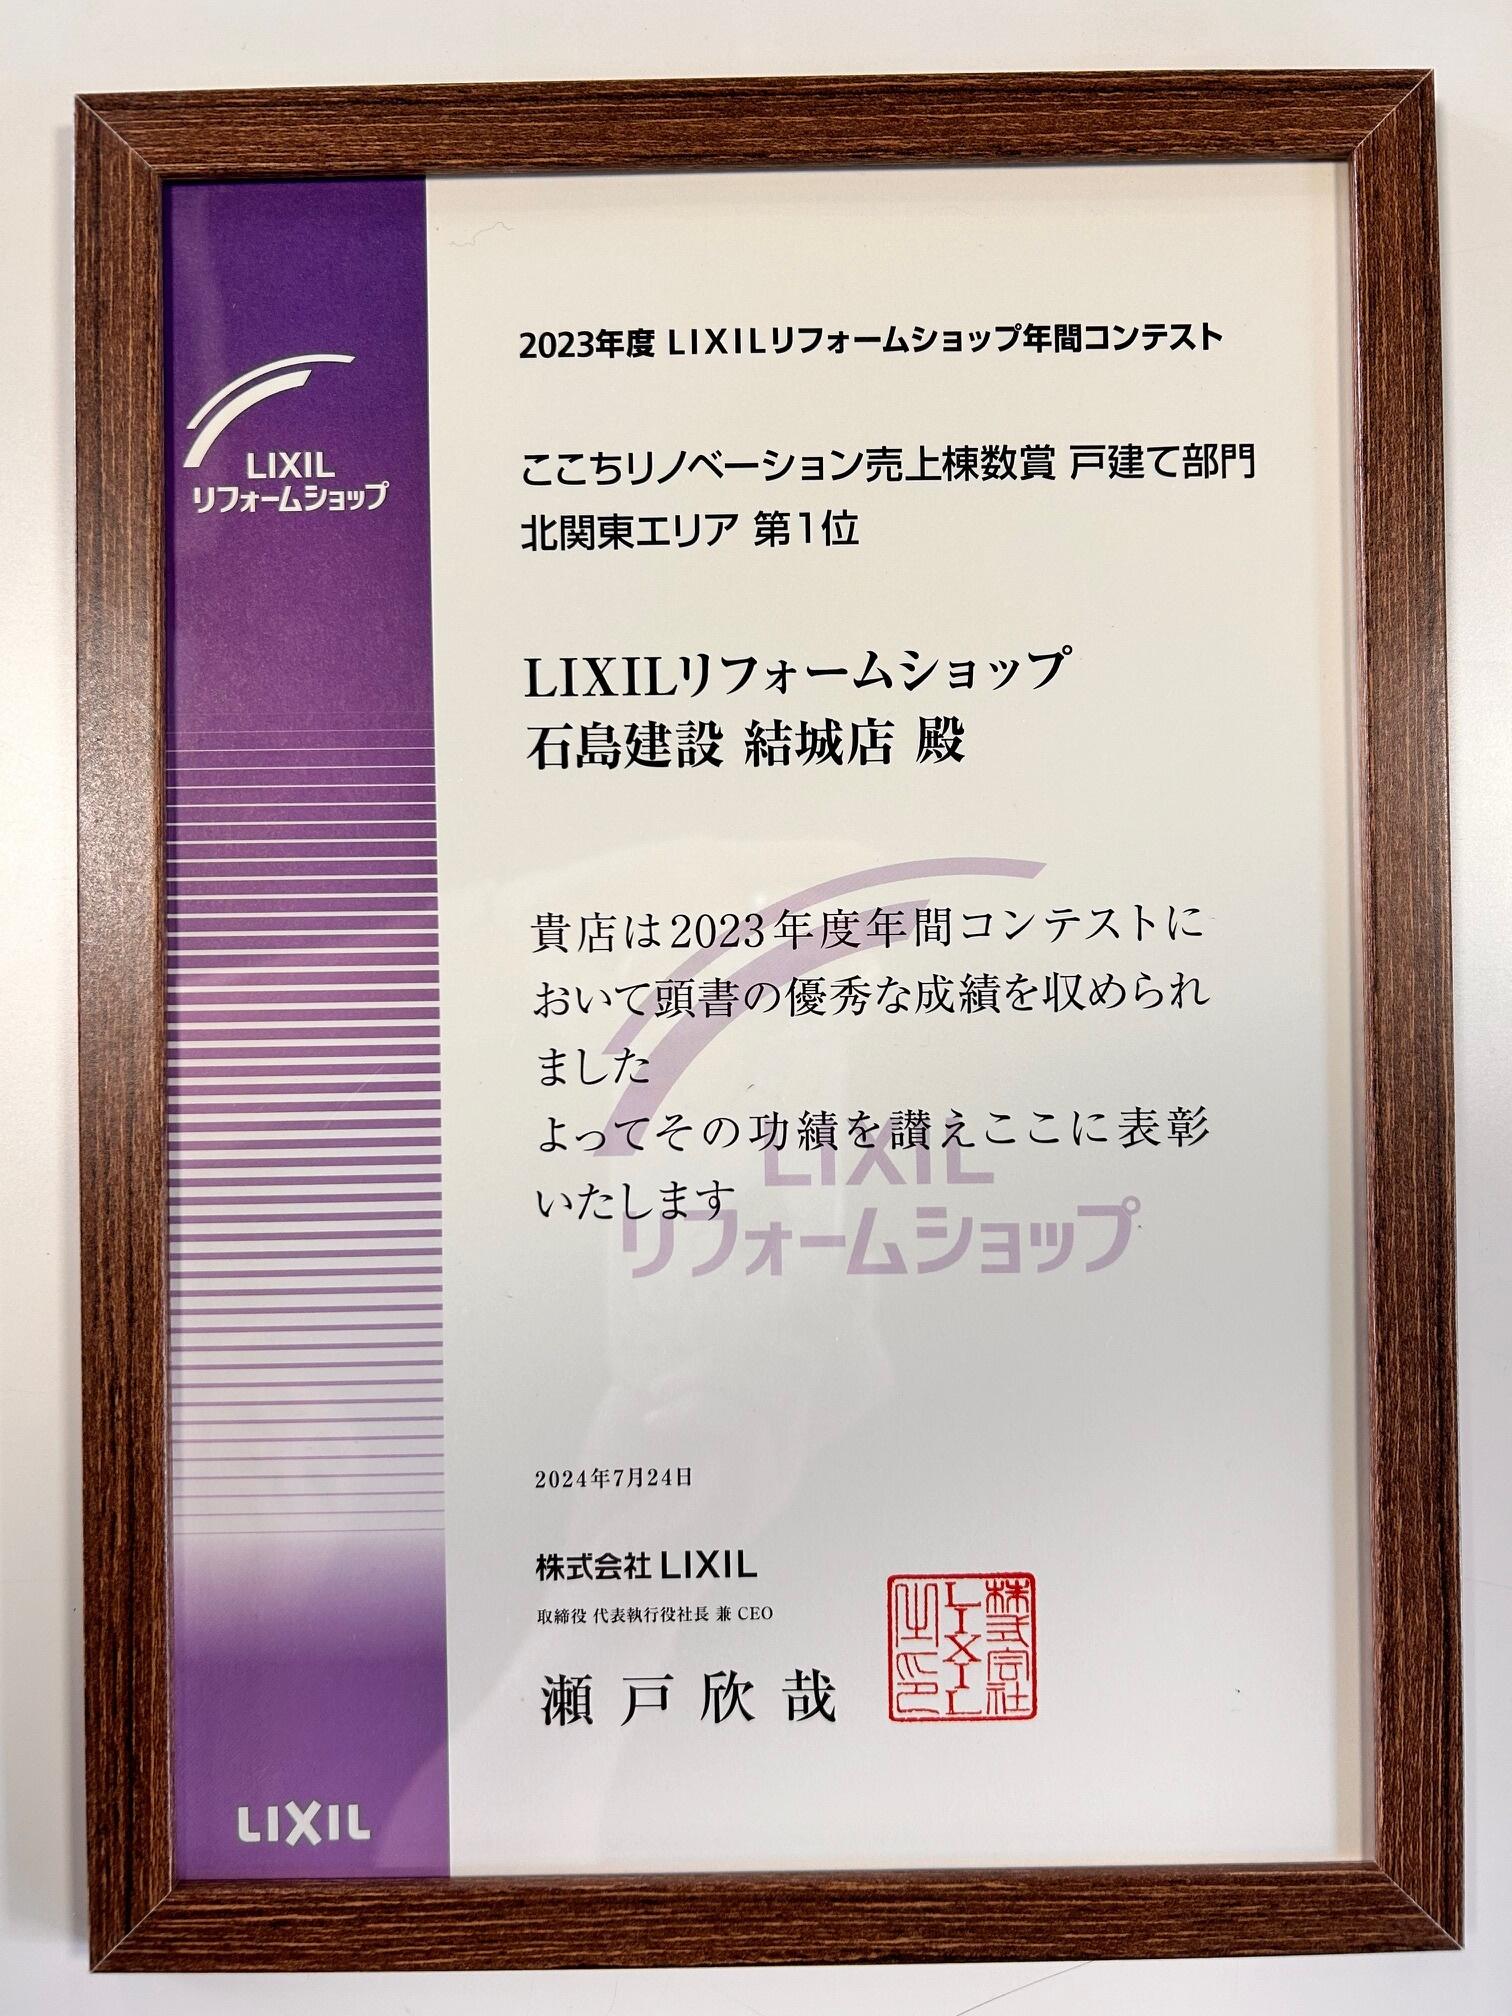 LIXIL
リフォームショップ
2023年度 LIXILリフォームショップ年間コンテスト
ここちリノベーション売上棟数賞 戸建て部門
北関東エリア 第1位
LIXILリフォームショップ
石島建設 結城店 殿
貴店は2023年度年間コンテストに
おいて頭書の優秀な成績を収められ
ました
よってその功績を讃えここに表彰
いたします
LIXIL
リフォームショップ
2024年7月24日
株式会社 LIXIL
取締役 代表執行役社長 兼 CEO
瀬戸欣哉
株式会社
LIXIL
之印
LIXIL